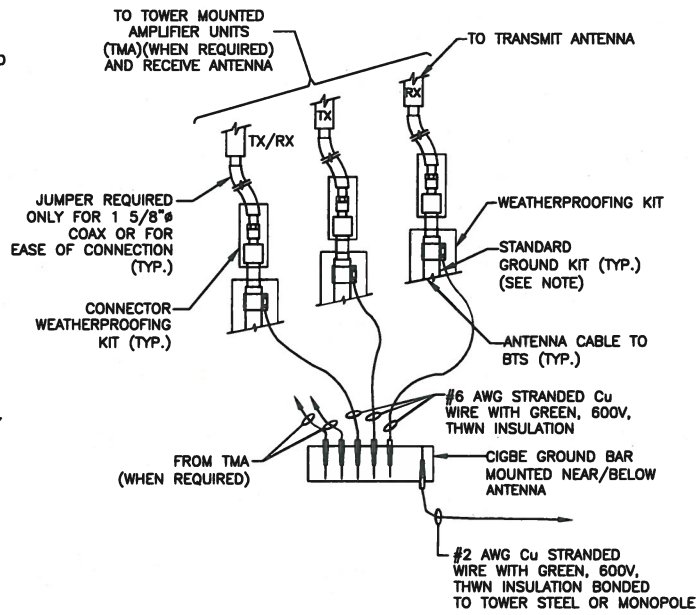 TO TOWER MOUNTED
AMPLIFIER UNITS
(TMA)(WHEN REQUIRED)
AND RECEIVE ANTENNA
TO TRANSMIT ANTENNA
RX
TX
TX/RX
JUMPER REQUIRED
ONLY FOR 1 5/8"ø
COAX OR FOR
EASE OF CONNECTION
(TYP.)
WEATHERPROOFING KIT
STANDARD
GROUND KIT (TYP.)
(SEE NOTE)
CONNECTOR
WEATHERPROOFING
KIT (TYP.)
ANTENNA CABLE TO
BTS (TYP.)
#6 AWG STRANDED Cu
WIRE WITH GREEN, 600V,
THWN INSULATION
FROM TMA
(WHEN REQUIRED)
CIGBE GROUND BAR
MOUNTED NEAR/BELOW
ANTENNA
#2 AWG Cu STRANDED
WIRE WITH GREEN, 600V,
THWN INSULATION BONDED
TO TOWER STEEL OR MONOPOLE